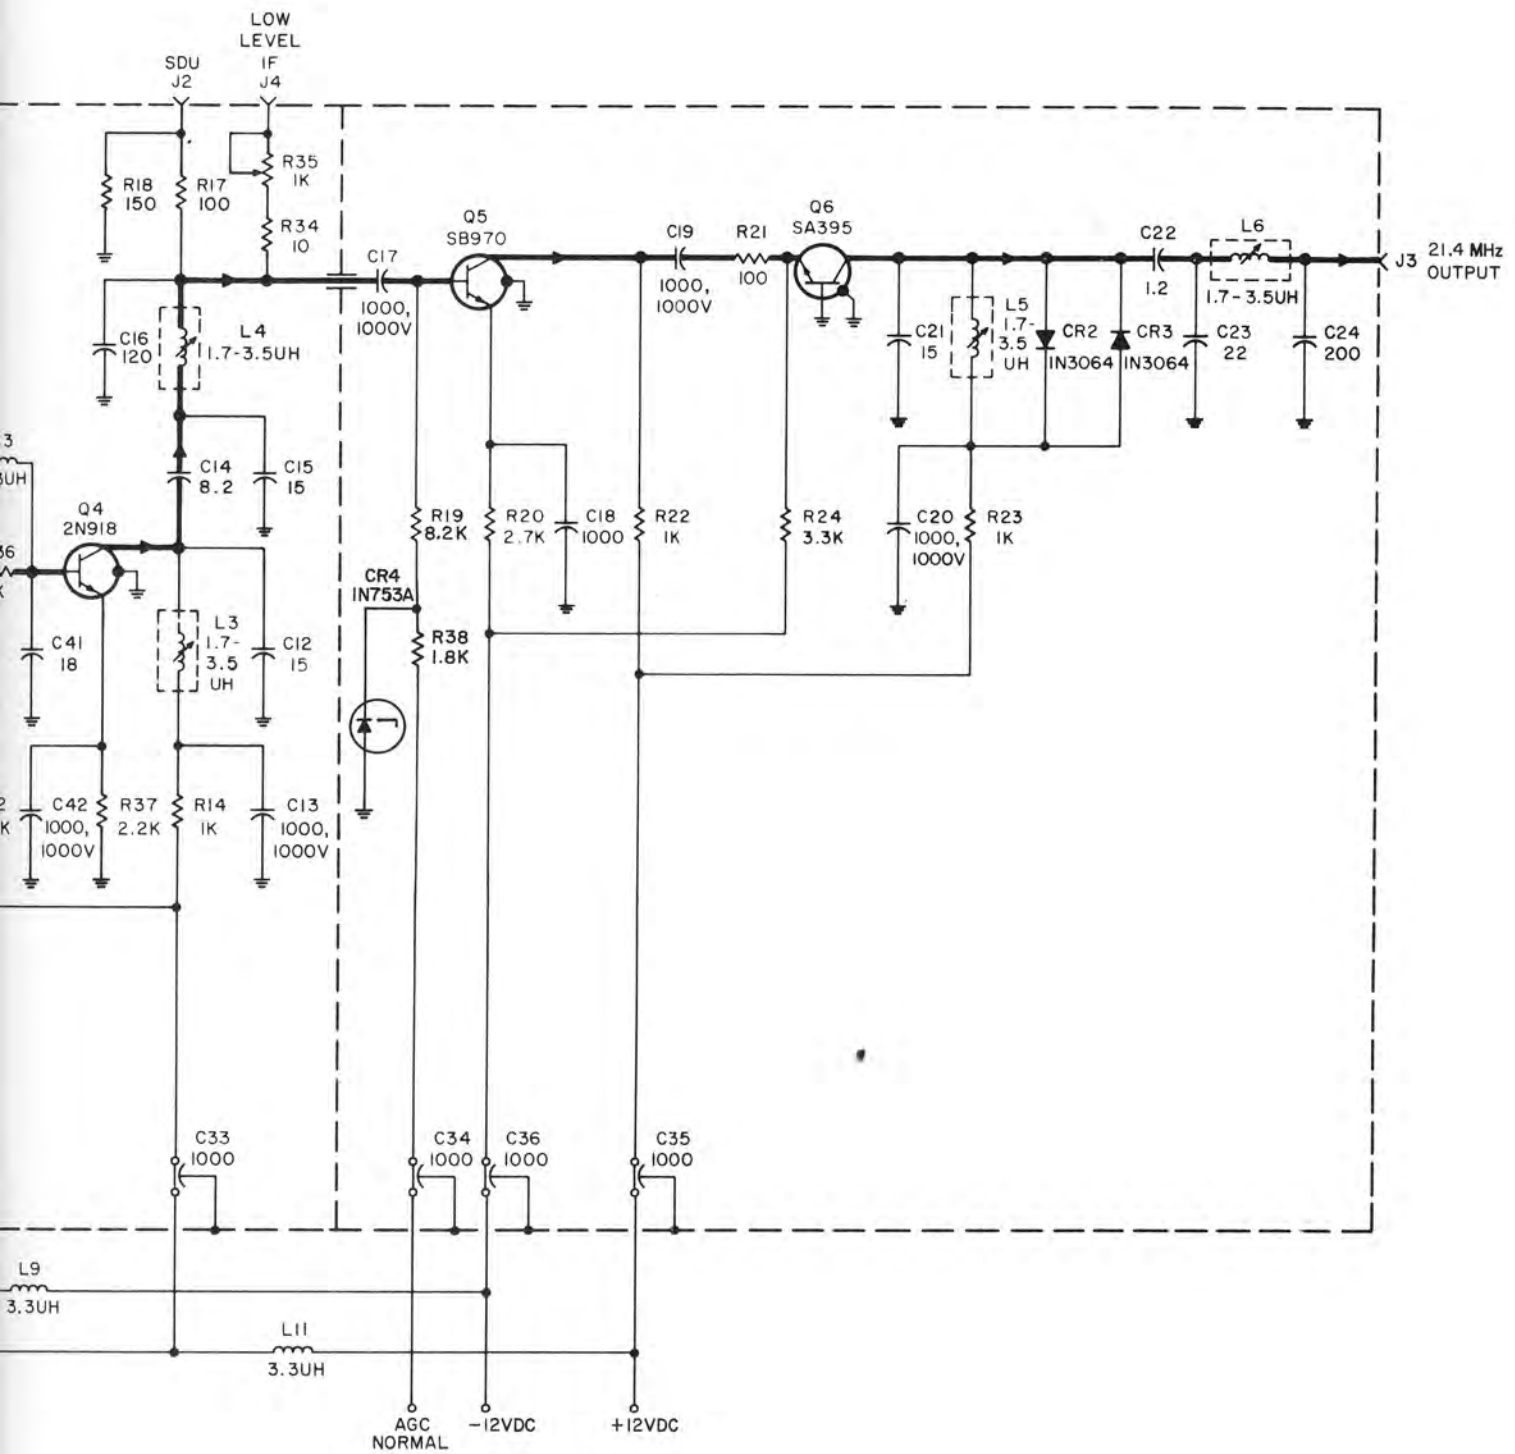 LOW
LEVEL
SDU
J2
IF
J4
R35
1K
R18
150
R17
100
R34
10
Q5
SB970
C17
1000,
1000V
C19
1000,
1000V
R21
100
Q6
SA395
C22
1.2
L6
1.7-3.5UH
J3
21.4 MHz
OUTPUT
C16
120
L4
1.7-3.5UH
C21
15
L5
1.7-
3.5
UH
CR2
IN3064
CR3
IN3064
C23
22
C24
200
3
UH
C14
8.2
C15
15
Q4
2N918
36
K
R19
8.2K
R20
2.7K
C18
1000
R22
1K
R24
3.3K
C20
1000,
1000V
R23
1K
CR4
IN753A
R38
1.8K
C41
18
L3
1.7-
3.5
UH
C12
15
2
K
C42
1000,
1000V
R37
2.2K
R14
1K
C13
1000,
1000V
C33
1000
C34
1000
C36
1000
C35
1000
L9
3.3UH
L11
3.3UH
AGC
NORMAL
-12VDC
+12VDC